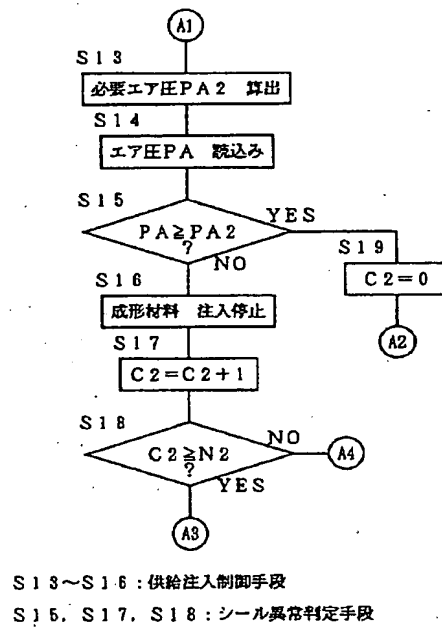 A1
S13
必要エア圧PA2 算出
S14
エア圧PA 読込み
S15
PA≧PA2
?
YES
NO
S19
C2=0
A2
S16
成形材料 注入停止
S17
C2=C2+1
S18
C2≧N2
?
NO
A4
YES
A3
S13~S16:供給注入制御手段
S15, S17, S18:シール異常判定手段